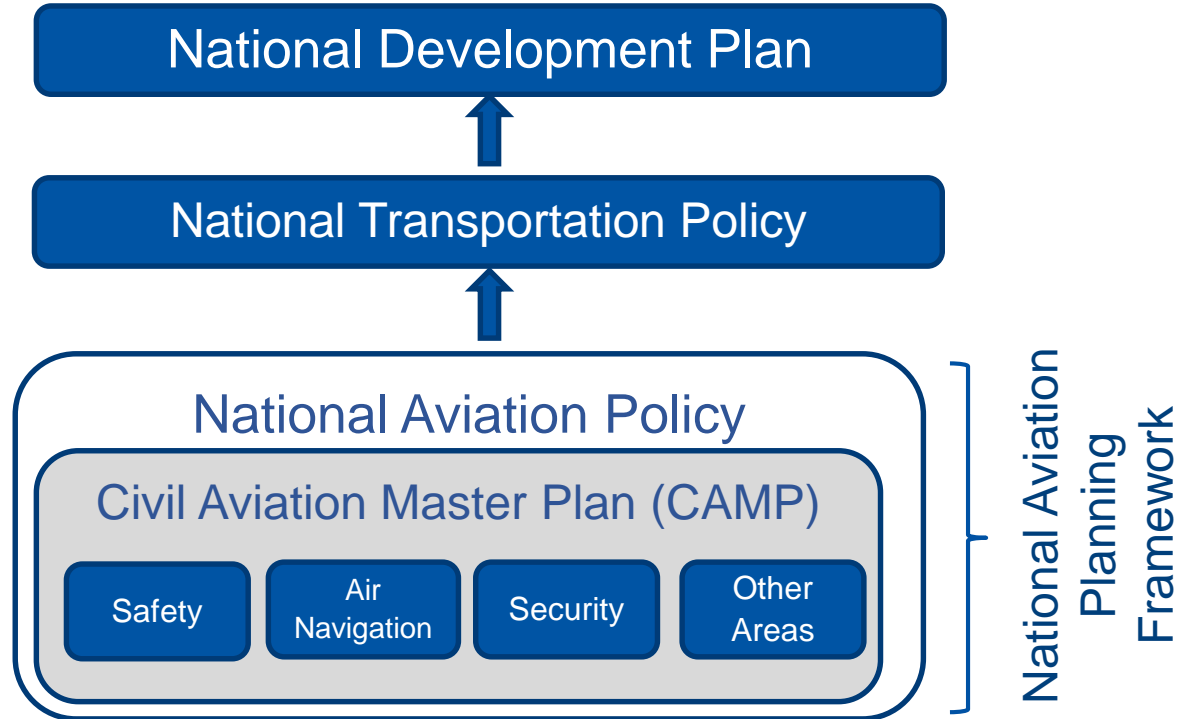 National Development Plan
National Transportation Policy
National Aviation Policy
Civil Aviation Master Plan (CAMP)
Safety
Air
Navigation
Security
Other
Areas
National Aviation
Planning
Framework